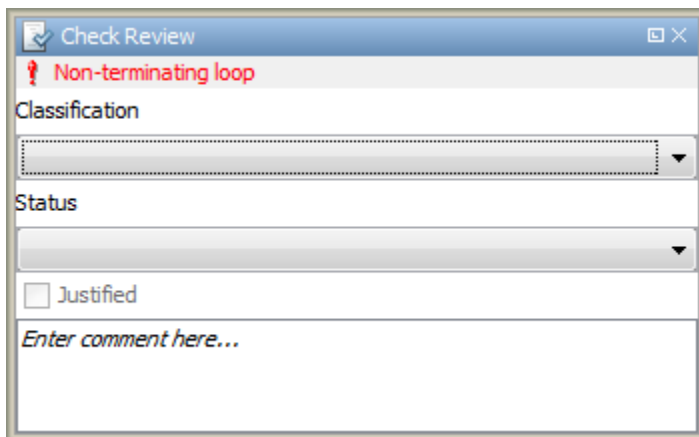 Check Review
Non-terminating loop
Classification
Status
Justified
Enter comment here...